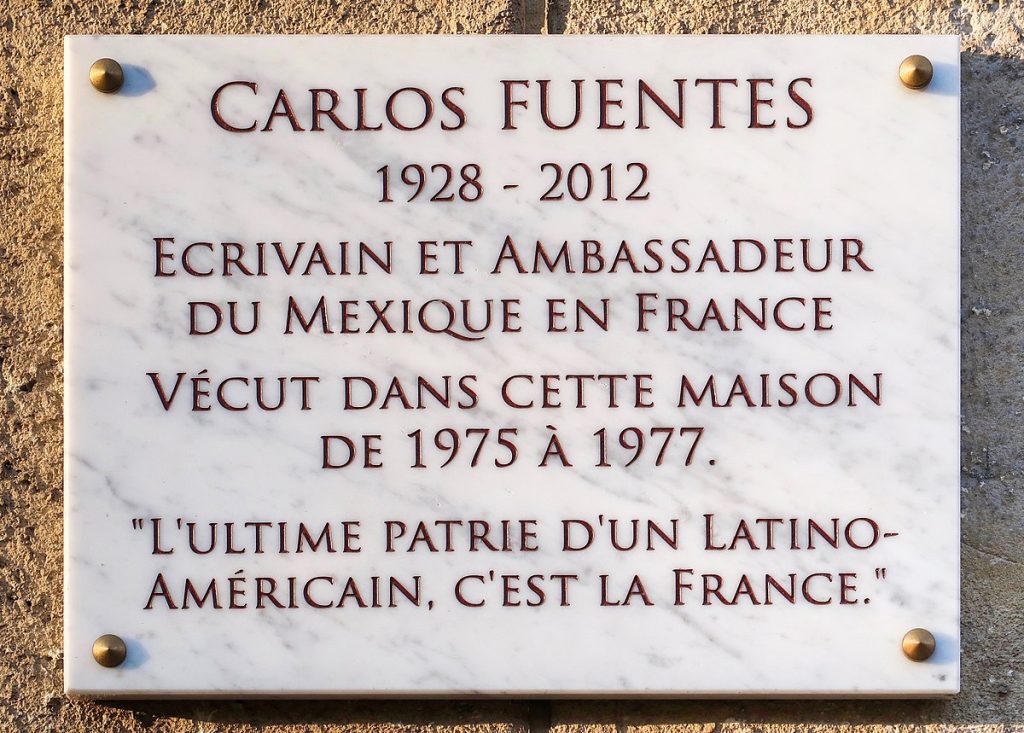 Carlos FUENTES
1928 - 2012
Ecrivain et Ambassadeur
du Mexique en France
Vécut dans cette maison
de 1975 à 1977.
"L'ultime patrie d'un Latino-
Américain, c'est la France."